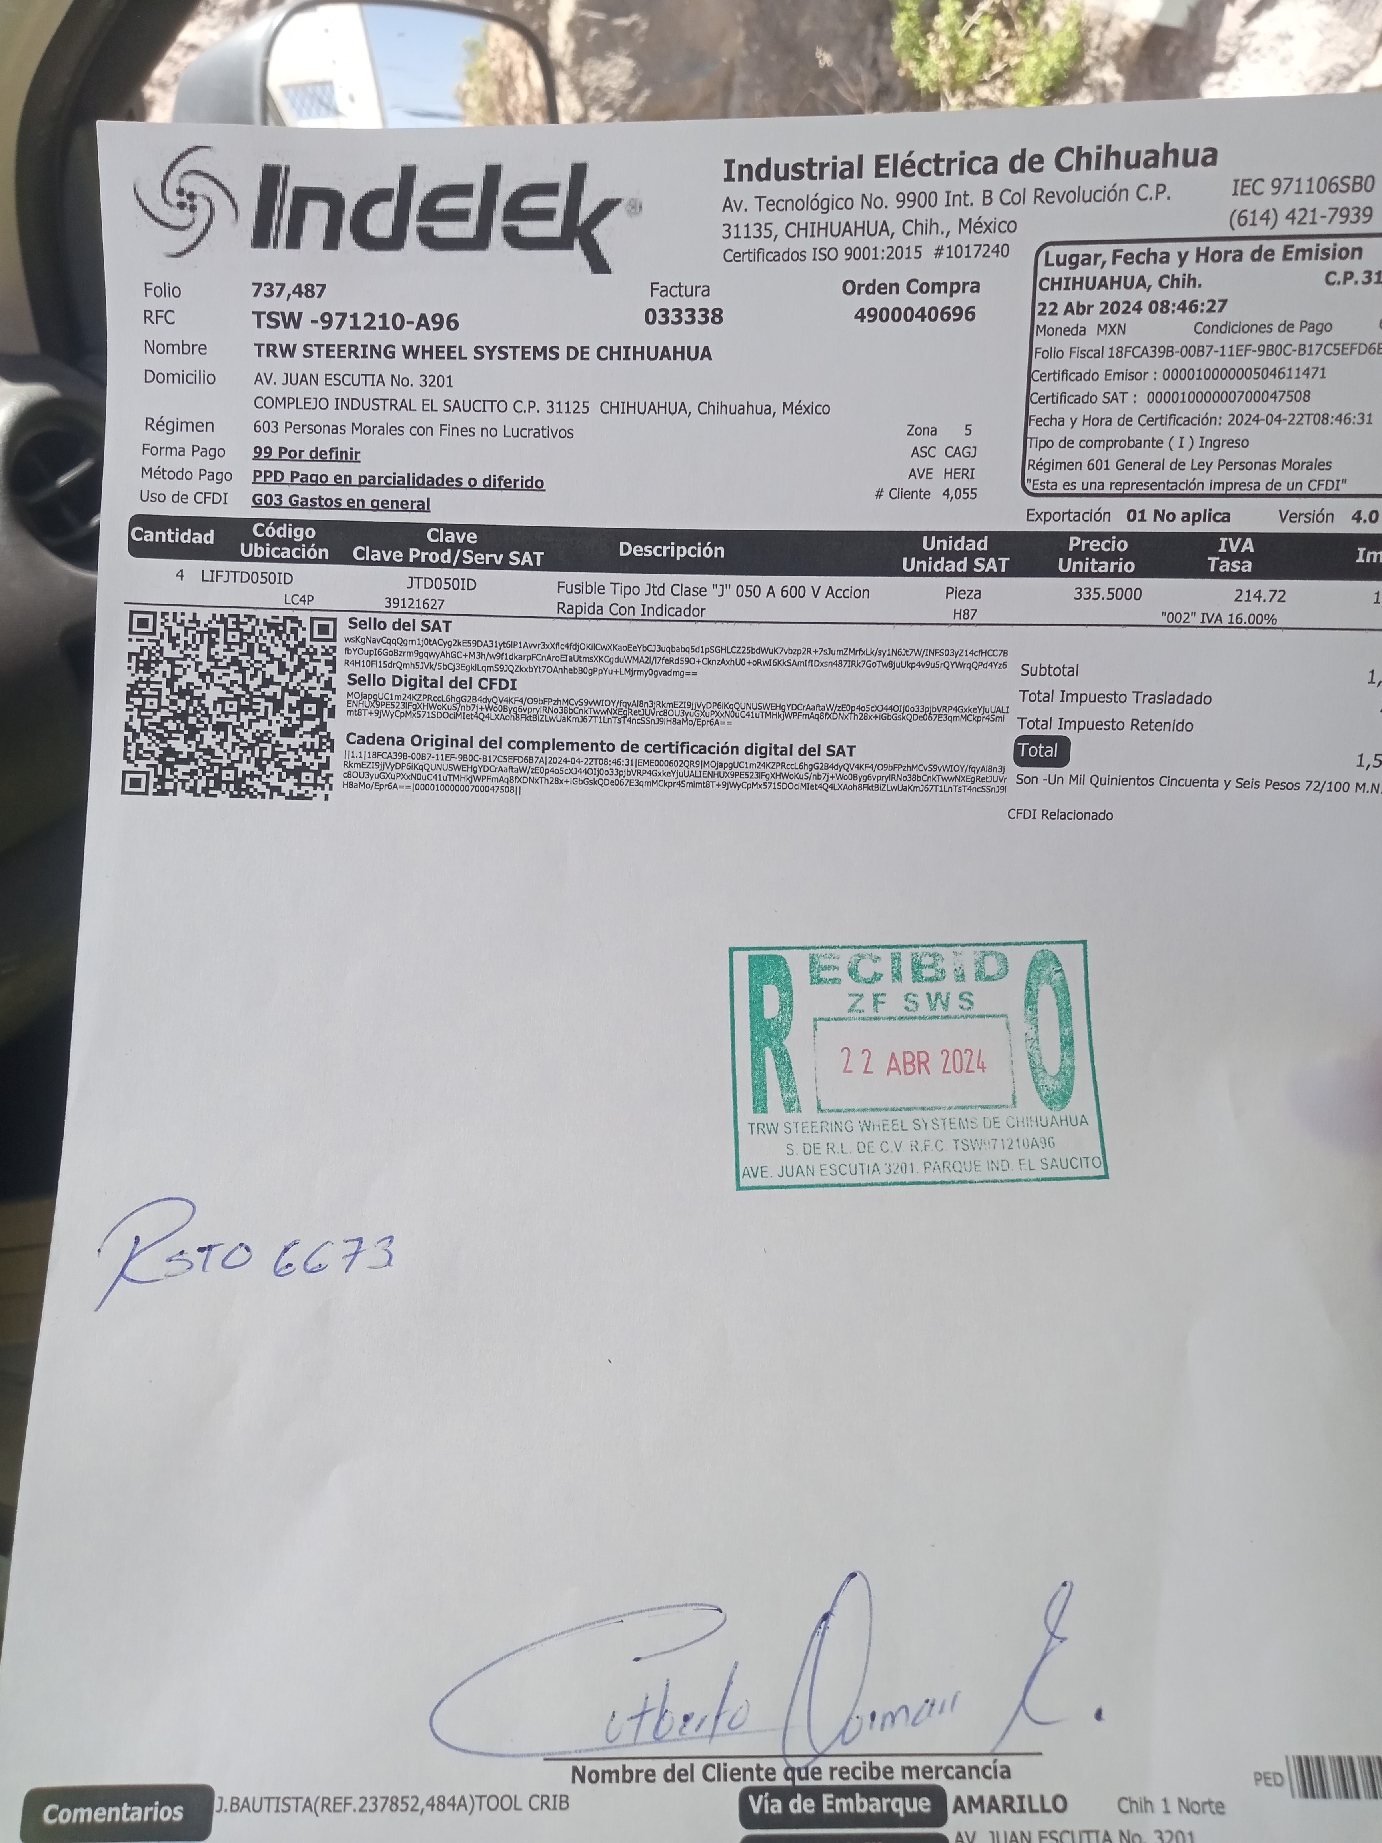 Indelek
Industrial Eléctrica de Chihuahua
Av. Tecnológico No. 9900 Int. B Col Revolución C.P.
31135, CHIHUAHUA, Chih., México
Certificados ISO 9001:2015 #1017240
IEC 971106SB0
(614) 421-7939
Folio 737,487 Factura Orden Compra
RFC TSW -971210-A96 033338 4900040696
Nombre TRW STEERING WHEEL SYSTEMS DE CHIHUAHUA
Domicilio AV. JUAN ESCUTIA No. 3201
COMPLEJO INDUSTRAL EL SAUCITO C.P. 31125 CHIHUAHUA, Chihuahua, México
Régimen 603 Personas Morales con Fines no Lucrativos
Forma Pago 99 Por definir
Método Pago PPD Pago en parcialidades o diferido
Uso de CFDI G03 Gastos en general
Zona 5
ASC CAGJ
AVE HERI
# Cliente 4,055
Lugar, Fecha y Hora de Emision
CHIHUAHUA, Chih. C.P.31
22 Abr 2024 08:46:27
Moneda MXN Condiciones de Pago
Folio Fiscal 18FCA39B-00B7-11EF-9B0C-B17C5EFD6B
Certificado Emisor : 00001000000504611471
Certificado SAT : 00001000000700047508
Fecha y Hora de Certificación: 2024-04-22T08:46:31
Tipo de comprobante ( I ) Ingreso
Régimen 601 General de Ley Personas Morales
"Esta es una representación impresa de un CFDI"
Exportación 01 No aplica Versión 4.0
Cantidad Código Clave Descripción Unidad Precio IVA Im
Ubicación Clave Prod/Serv SAT Unidad SAT Unitario Tasa
4 LIFJTD050ID JTD050ID Fusible Tipo Jtd Clase "J" 050 A 600 V Accion Pieza 335.5000 214.72 1
LC4P 39121627 Rapida Con Indicador H87 "002" IVA 16.00%
Sello del SAT
Sello Digital del CFDI
Cadena Original del complemento de certificación digital del SAT
Subtotal 1,
Total Impuesto Trasladado
Total Impuesto Retenido
Total 1,5
Son -Un Mil Quinientos Cincuenta y Seis Pesos 72/100 M.N.
CFDI Relacionado
RECIBIDO
ZF SWS
22 ABR 2024
TRW STEERING WHEEL SYSTEMS DE CHIHUAHUA
S. DE R.L. DE C.V. R.F.C. TSW971210A96
AVE. JUAN ESCUTIA 3201. PARQUE IND. EL SAUCITO
RSTO 6673
Nombre del Cliente que recibe mercancía
Comentarios J.BAUTISTA(REF.237852,484A)TOOL CRIB
Vía de Embarque AMARILLO Chih 1 Norte
PED
AV. JUAN ESCUTIA No. 3201